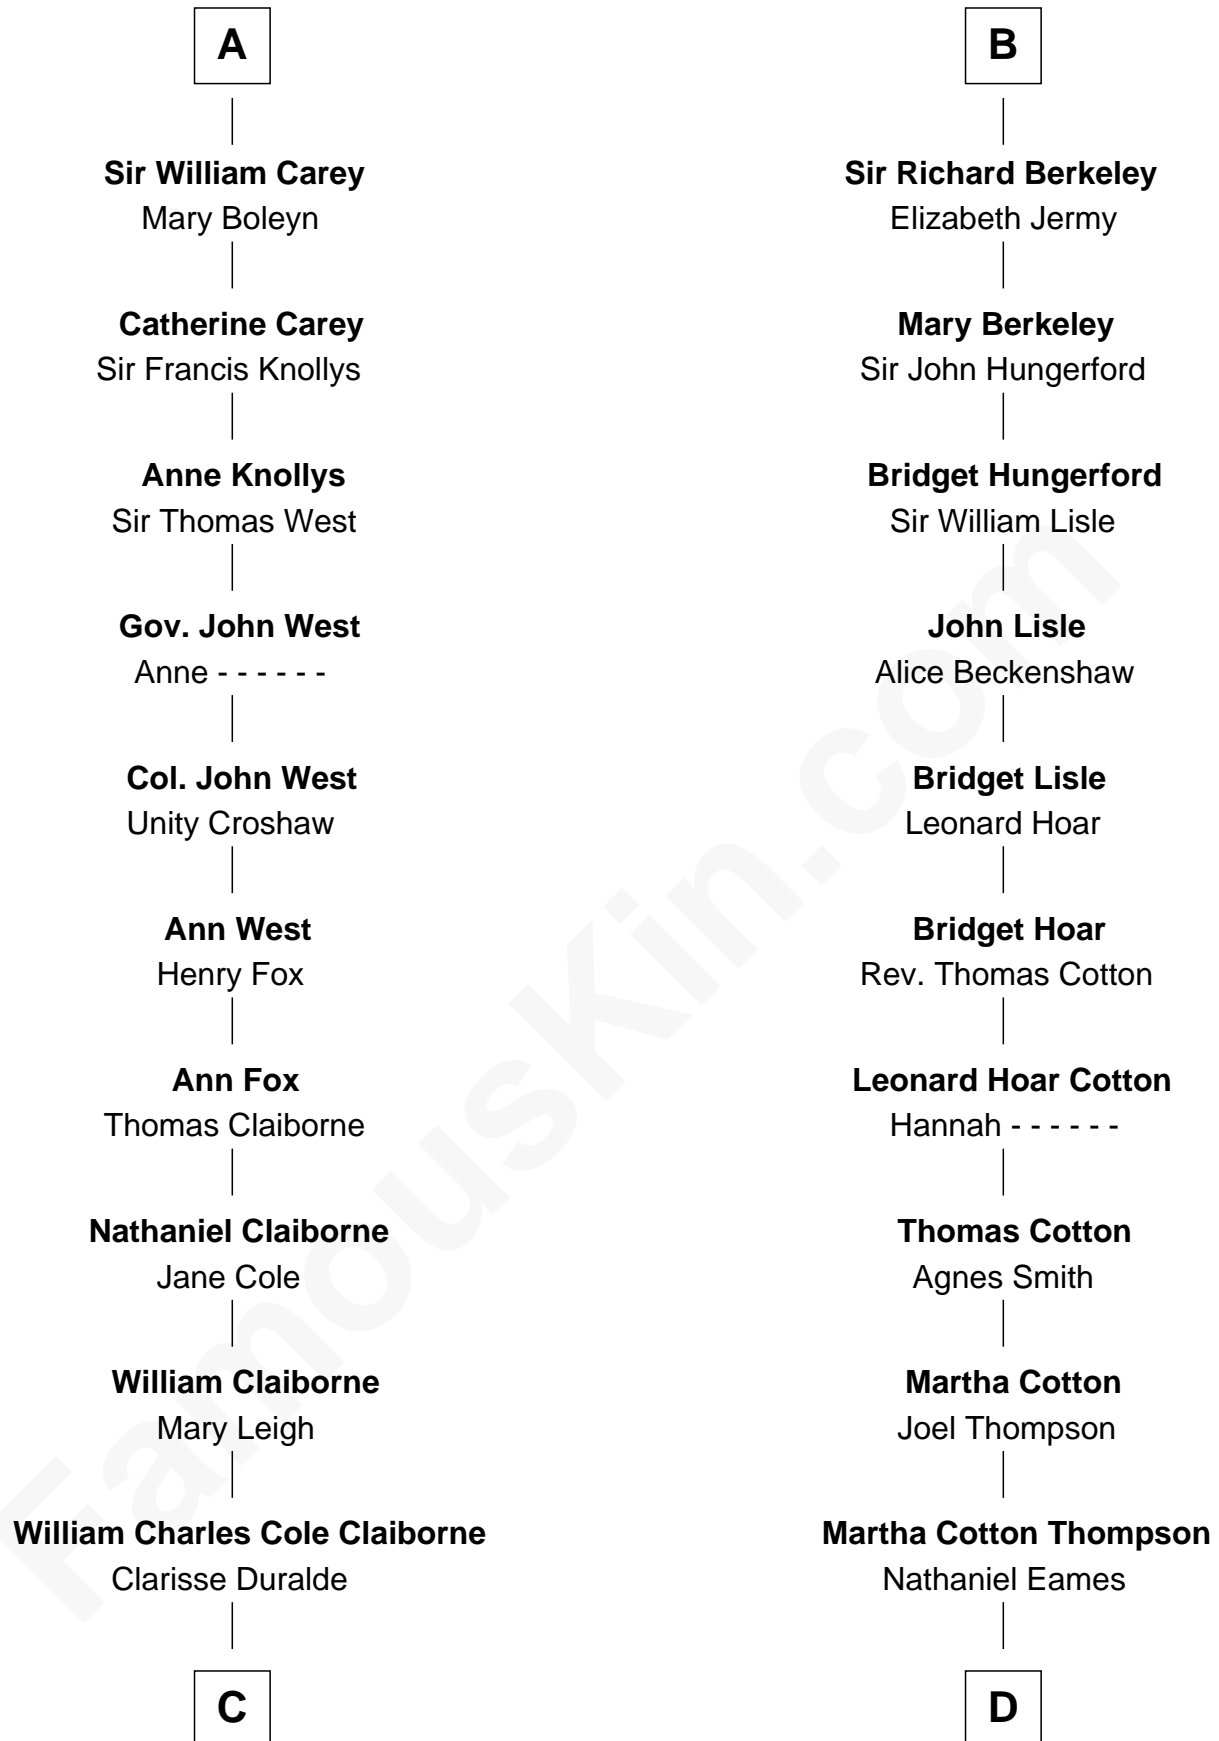 A
Sir William Carey
Mary Boleyn
Catherine Carey
Sir Francis Knollys
Anne Knollys
Sir Thomas West
Gov. John West
Anne - - - - - -
Col. John West
Unity Croshaw
Ann West
Henry Fox
Ann Fox
Thomas Claiborne
Nathaniel Claiborne
Jane Cole
William Claiborne
Mary Leigh
William Charles Cole Claiborne
Clarisse Duralde
C
B
Sir Richard Berkeley
Elizabeth Jermy
Mary Berkeley
Sir John Hungerford
Bridget Hungerford
Sir William Lisle
John Lisle
Alice Beckenshaw
Bridget Lisle
Leonard Hoar
Bridget Hoar
Rev. Thomas Cotton
Leonard Hoar Cotton
Hannah - - - - - -
Thomas Cotton
Agnes Smith
Martha Cotton
Joel Thompson
Martha Cotton Thompson
Nathaniel Eames
D
FamousKin.com